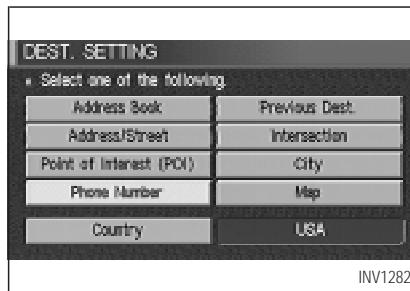 DEST. SETTING
Select one of the following.
Address Book
Previous Dest.
Address/Street
Intersection
Point of Interest (POI)
City
Phone Number
Map
Country
USA
INV1282